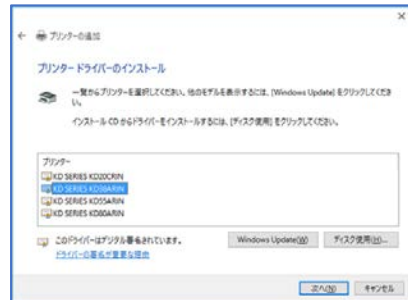 プリンターの追加
プリンター ドライバーのインストール
一覧からプリンターを選択してください。他のモデルを表示するには、[Windows Update] をクリックしてください。
インストール CD からドライバーをインストールするには、[ディスク使用] をクリックしてください。
プリンター
KD SERIES KD20CRIN
KD SERIES KD36ARIN
KD SERIES KD55ARIN
KD SERIES KD60ARIN
このドライバーはデジタル署名されています。
Windows Update(W)
ディスク使用(H)...
ドライバーの署名が重要な理由
次へ(N)
キャンセル